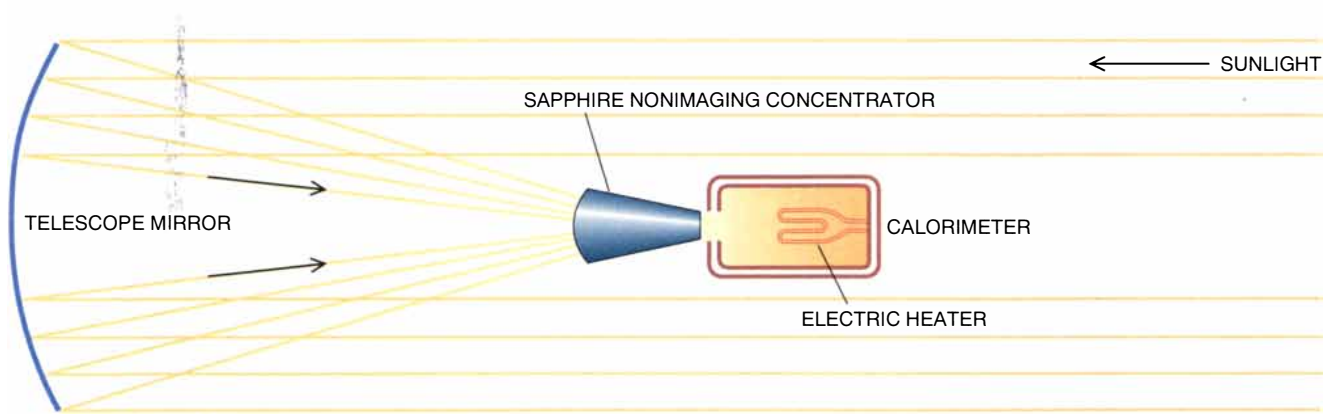 SUNLIGHT
SAPPHIRE NONIMAGING CONCENTRATOR
TELESCOPE MIRROR
CALORIMETER
ELECTRIC HEATER